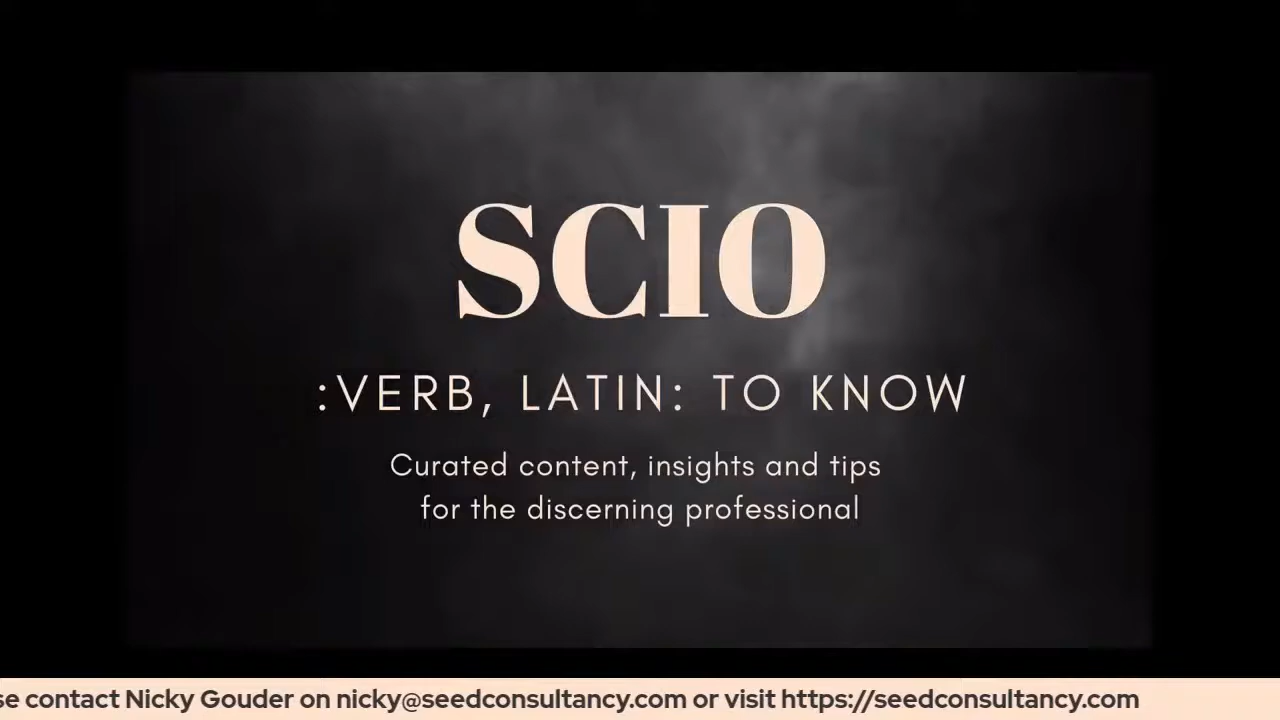 SCIO
:VERB, LATIN: TO KNOW
Curated content, insights and tips
for the discerning professional
contact Nicky Gouder on nicky@seedconsultancy.com or visit https://seedconsultancy.com